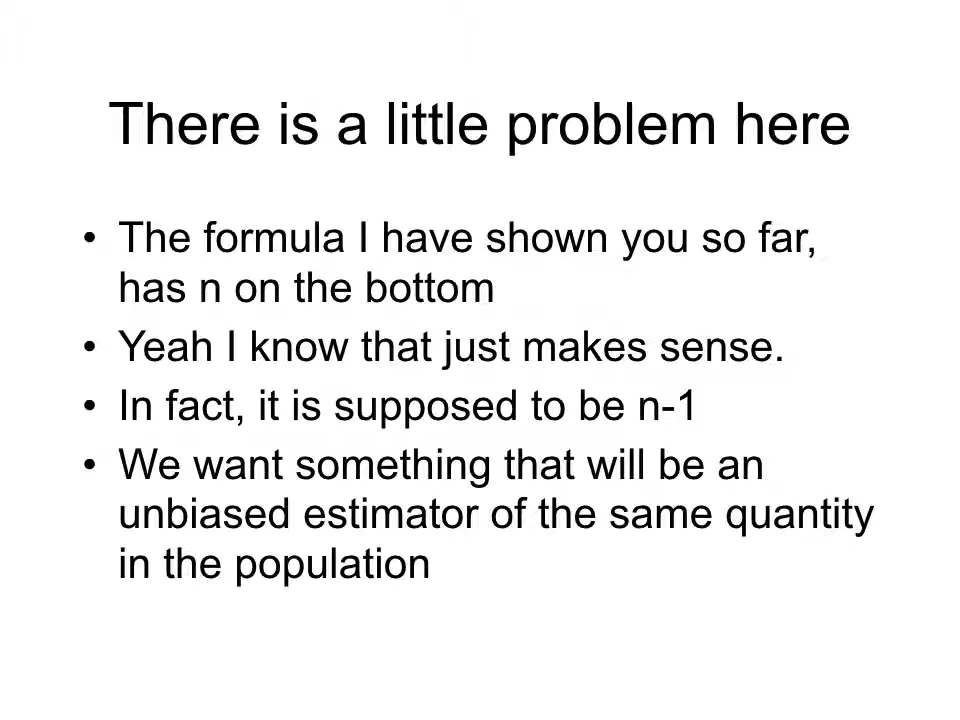 There is a little problem here
• The formula I have shown you so far,
has n on the bottom
• Yeah I know that just makes sense.
• In fact, it is supposed to be n-1
• We want something that will be an
unbiased estimator of the same quantity
in the population